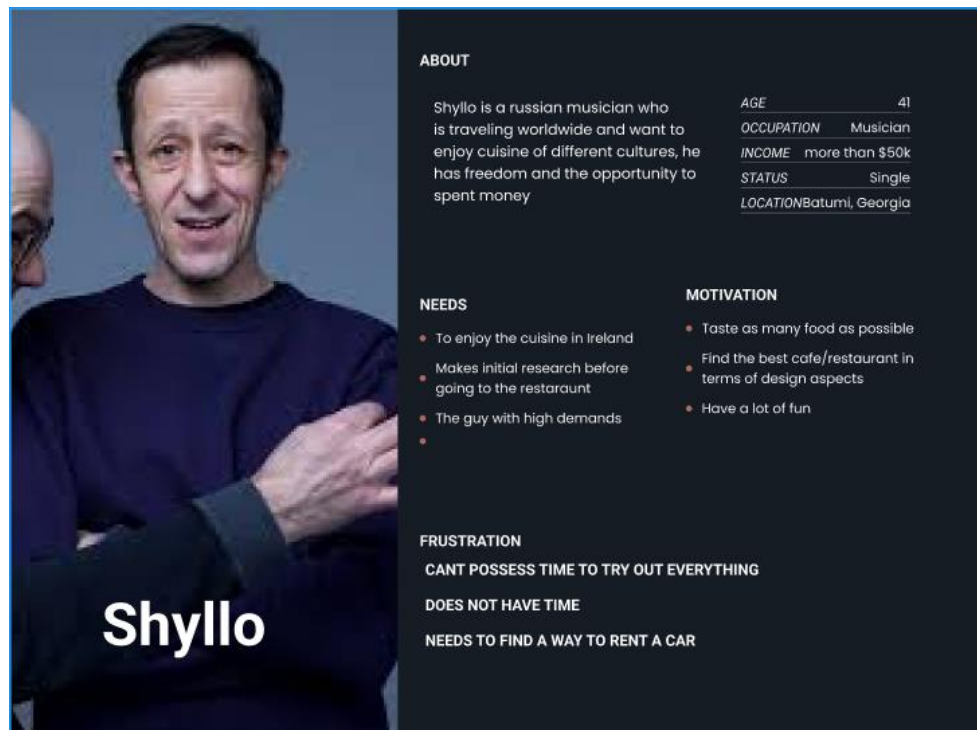 Shyllo
ABOUT
Shyllo is a russian musician who
is traveling worldwide and want to
enjoy cuisine of different cultures, he
has freedom and the opportunity to
spent money
AGE 41
OCCUPATION Musician
INCOME more than $50k
STATUS Single
LOCATIONBatumi, Georgia
NEEDS
To enjoy the cuisine in Ireland
Makes initial research before
going to the restaraunt
The guy with high demands
MOTIVATION
Taste as many food as possible
Find the best cafe/restaurant in
terms of design aspects
Have a lot of fun
FRUSTRATION
CANT POSSESS TIME TO TRY OUT EVERYTHING
DOES NOT HAVE TIME
NEEDS TO FIND A WAY TO RENT A CAR